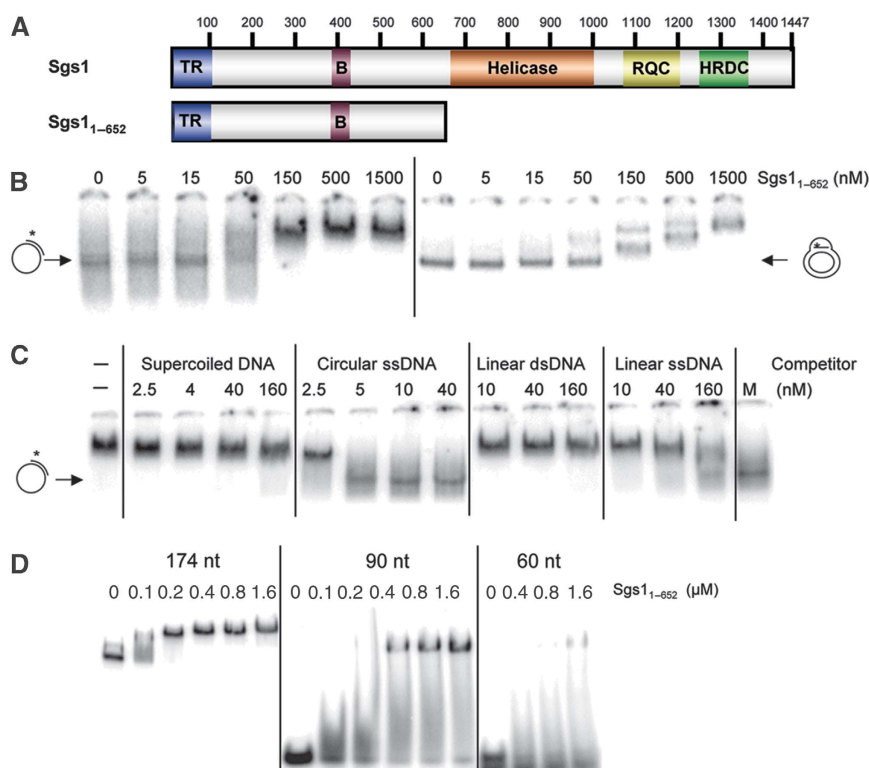 A
100 200 300 400 500 600 700 800 900 1000 1100 1200 1300 1400 1447
Sgs1 TR B Helicase RQC HRDC
Sgs1₁₋₆₅₂ TR B
B
0 5 15 50 150 500 1500 0 5 15 50 150 500 1500 Sgs1₁₋₆₅₂ (nM)
* *
C
– Supercoiled DNA Circular ssDNA Linear dsDNA Linear ssDNA Competitor
– 2.5 4 40 160 2.5 5 10 40 10 40 160 10 40 160 M (nM)
*
D
174 nt 90 nt 60 nt
0 0.1 0.2 0.4 0.8 1.6 0 0.1 0.2 0.4 0.8 1.6 0 0.4 0.8 1.6 Sgs1₁₋₆₅₂ (μM)